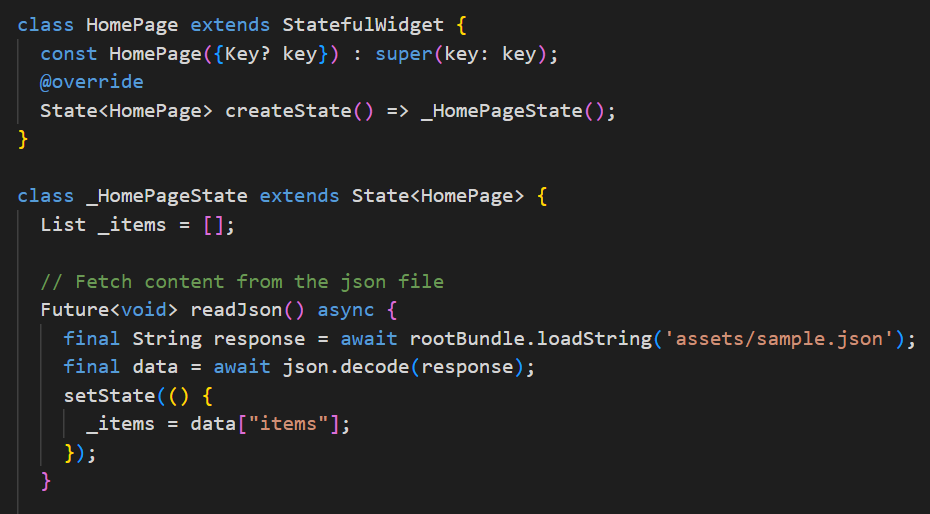 class HomePage extends StatefulWidget {
  const HomePage({Key? key}) : super(key: key);
  @override
  State<HomePage> createState() => _HomePageState();
}

class _HomePageState extends State<HomePage> {
  List _items = [];

  // Fetch content from the json file
  Future<void> readJson() async {
    final String response = await rootBundle.loadString('assets/sample.json');
    final data = await json.decode(response);
    setState(() {
      _items = data["items"];
    });
  }